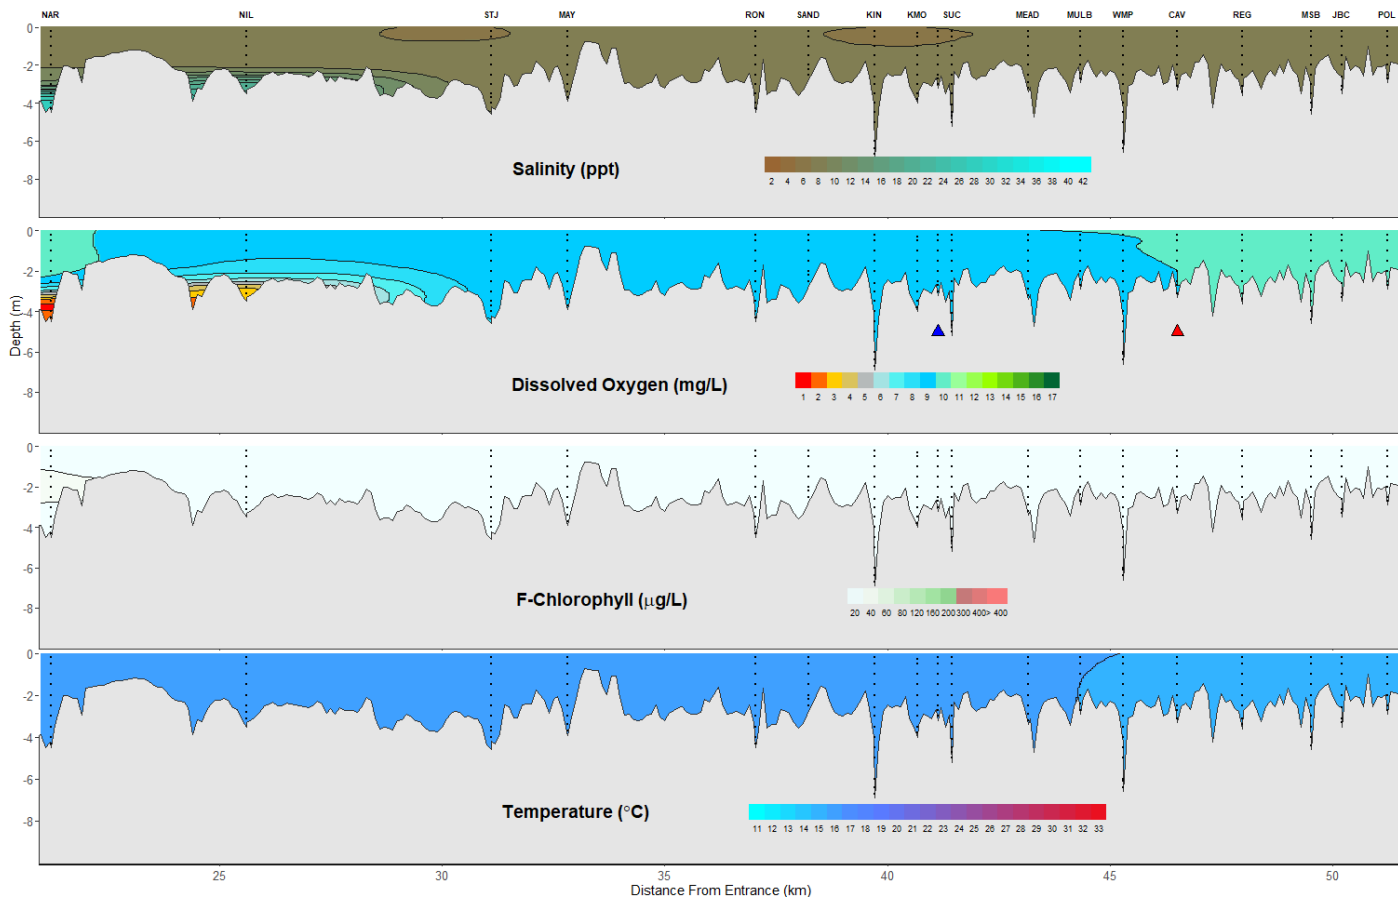 NAR NIL STJ MAY RON SAND KIN KMO SUC MEAD MULB WMP CAV REG MSB JBC POL
0
-2
-4
-6
-8
Salinity (ppt)
2 4 6 8 10 12 14 16 18 20 22 24 26 28 30 32 34 36 38 40 42
0
-2
-4
-6
-8
Depth (m)
Dissolved Oxygen (mg/L)
1 2 3 4 5 6 7 8 9 10 11 12 13 14 15 16 17
0
-2
-4
-6
-8
F-Chlorophyll (μg/L)
20 40 60 80 120 160 200 300 400 > 400
0
-2
-4
-6
-8
Temperature (°C)
11 12 13 14 15 16 17 18 19 20 21 22 23 24 25 26 27 28 29 30 31 32 33
25 30 35 40 45 50
Distance From Entrance (km)